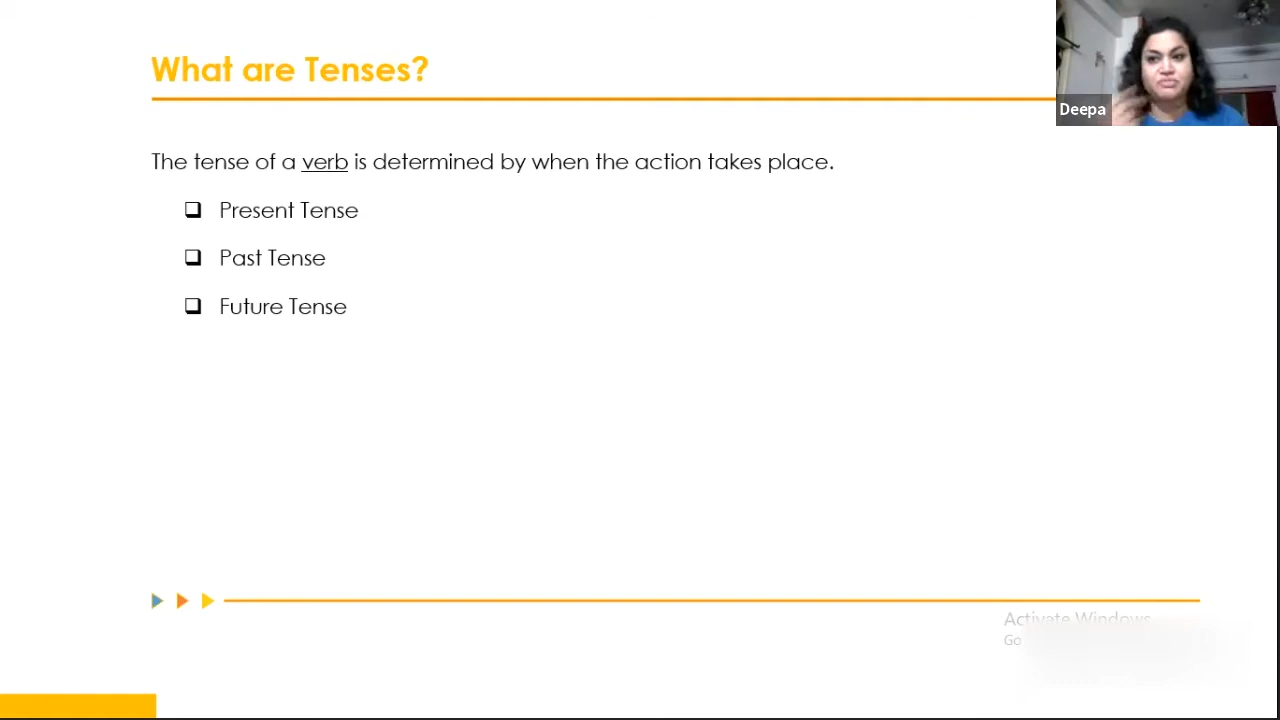 What are Tenses?
Deepa
The tense of a verb is determined by when the action takes place.
❑ Present Tense
❑ Past Tense
❑ Future Tense
Activate Windows
Go